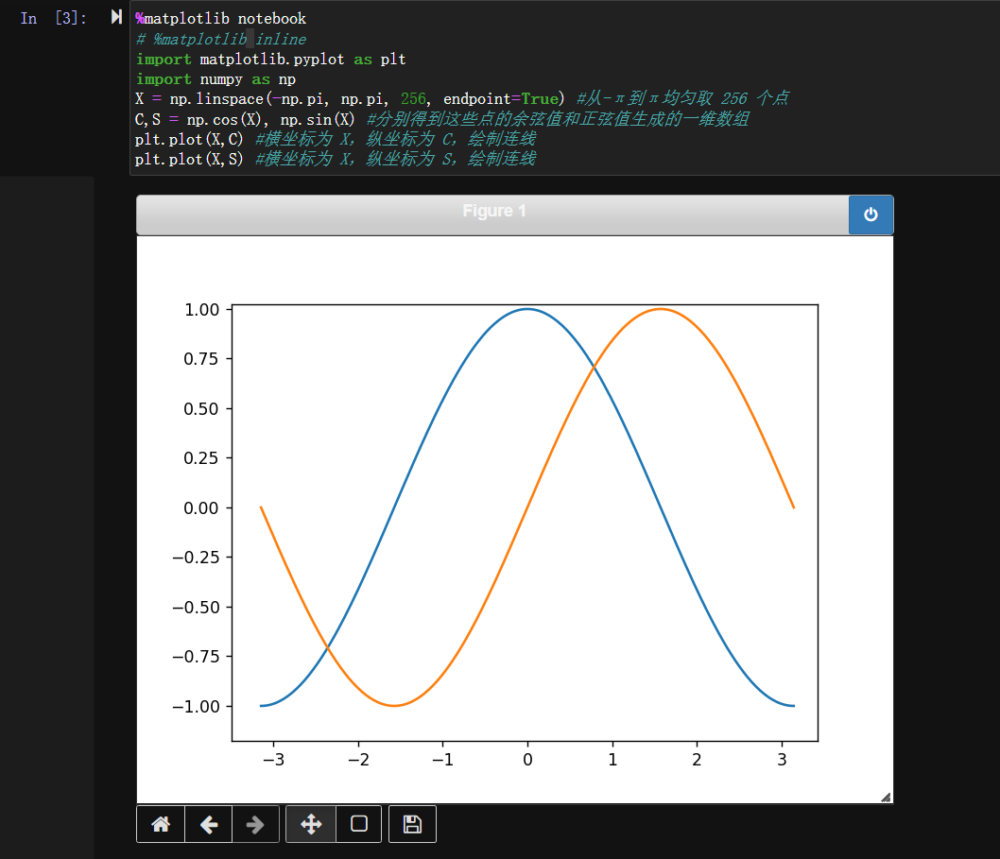 In [3]:
%matplotlib notebook
# %matplotlib inline
import matplotlib.pyplot as plt
import numpy as np
X = np.linspace(-np.pi, np.pi, 256, endpoint=True) #从-π到π均匀取 256 个点
C,S = np.cos(X), np.sin(X) #分别得到这些点的余弦值和正弦值生成的一维数组
plt.plot(X,C) #横坐标为 X，纵坐标为 C，绘制连线
plt.plot(X,S) #横坐标为 X，纵坐标为 S，绘制连线
Figure 1
1.00
0.75
0.50
0.25
0.00
−0.25
−0.50
−0.75
−1.00
−3 −2 −1 0 1 2 3